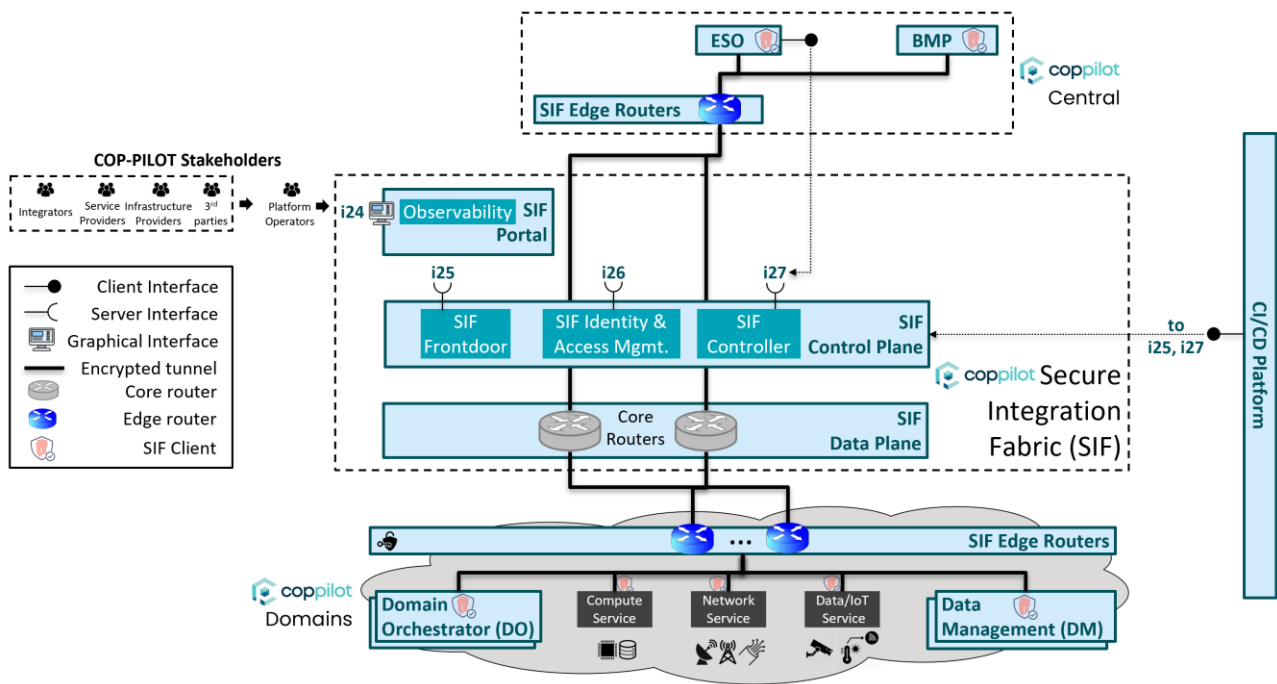 ESO
BMP
coppilot
Central
SIF Edge Routers
COP-PILOT Stakeholders
Integrators
Service
Providers
Infrastructure
Providers
3rd
parties
Platform
Operators
i24
Observability
SIF
Portal
i25
i26
i27
SIF
Frontdoor
SIF Identity &
Access Mgmt.
SIF
Controller
SIF
Control Plane
to
i25, i27
CI/CD Platform
Client Interface
Server Interface
Graphical Interface
Encrypted tunnel
Core router
Edge router
SIF Client
coppilot Secure
Integration
Fabric (SIF)
Core
Routers
SIF
Data Plane
...
SIF Edge Routers
coppilot
Domains
Domain
Orchestrator (DO)
Compute
Service
Network
Service
Data/IoT
Service
Data
Management (DM)